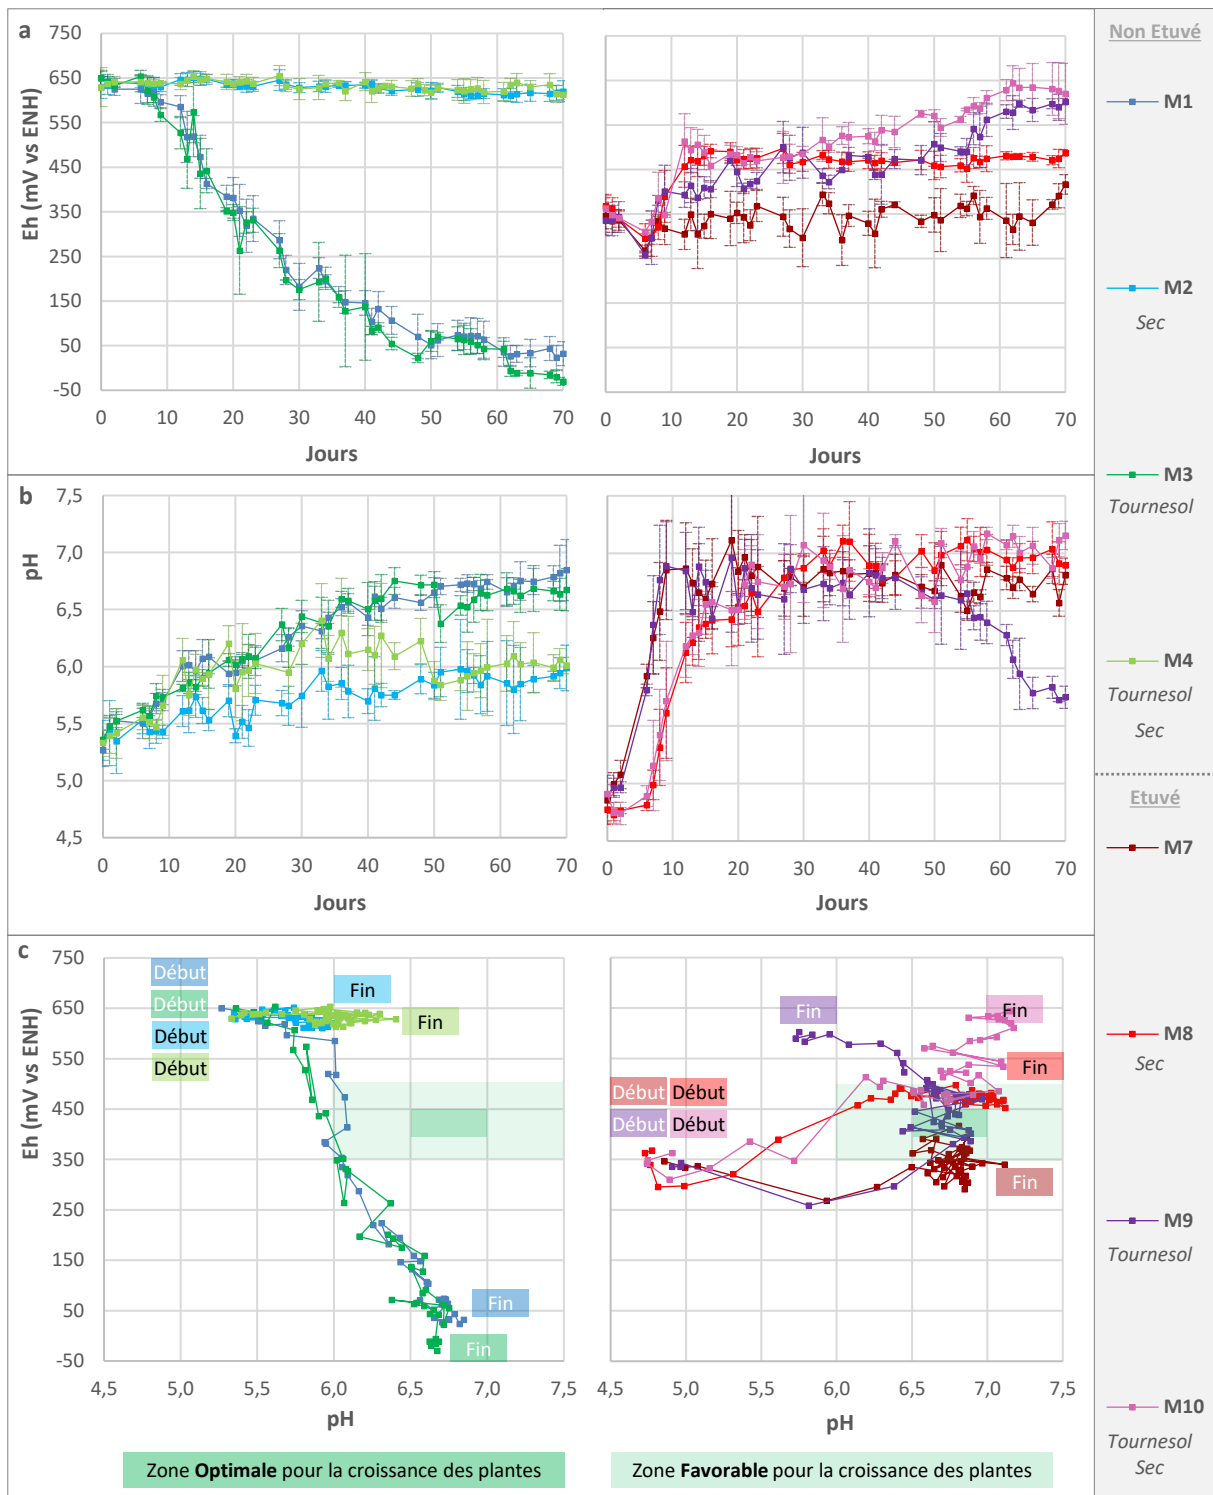 a
Eh (mV vs ENH)
750
650
550
450
350
250
150
50
-50
0 10 20 30 40 50 60 70
Jours
0 10 20 30 40 50 60 70
Jours
b
pH
7,5
7,0
6,5
6,0
5,5
5,0
4,5
0 10 20 30 40 50 60 70
Jours
0 10 20 30 40 50 60 70
Jours
c
Eh (mV vs ENH)
750
650
550
450
350
250
150
50
-50
Début
Début
Début
Début
Fin
Fin
Fin
Fin
4,5 5,0 5,5 6,0 6,5 7,0 7,5
pH
Fin
Fin
Fin
Début Début
Début Début
Fin
4,5 5,0 5,5 6,0 6,5 7,0 7,5
pH
Zone Optimale pour la croissance des plantes
Zone Favorable pour la croissance des plantes
Non Etuvé
M1
M2
Sec
M3
Tournesol
M4
Tournesol
Sec
Etuvé
M7
M8
Sec
M9
Tournesol
M10
Tournesol
Sec